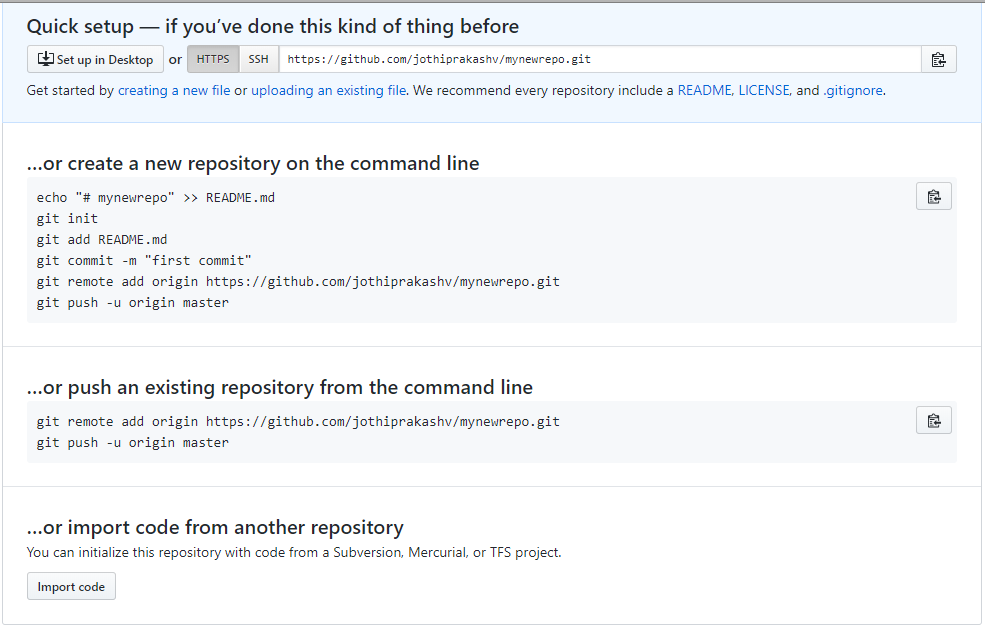 Quick setup — if you’ve done this kind of thing before
Set up in Desktop or HTTPS SSH https://github.com/jothiprakashv/mynewrepo.git
Get started by creating a new file or uploading an existing file. We recommend every repository include a README, LICENSE, and .gitignore.
…or create a new repository on the command line
echo "# mynewrepo" >> README.md
git init
git add README.md
git commit -m "first commit"
git remote add origin https://github.com/jothiprakashv/mynewrepo.git
git push -u origin master
…or push an existing repository from the command line
git remote add origin https://github.com/jothiprakashv/mynewrepo.git
git push -u origin master
…or import code from another repository
You can initialize this repository with code from a Subversion, Mercurial, or TFS project.
Import code